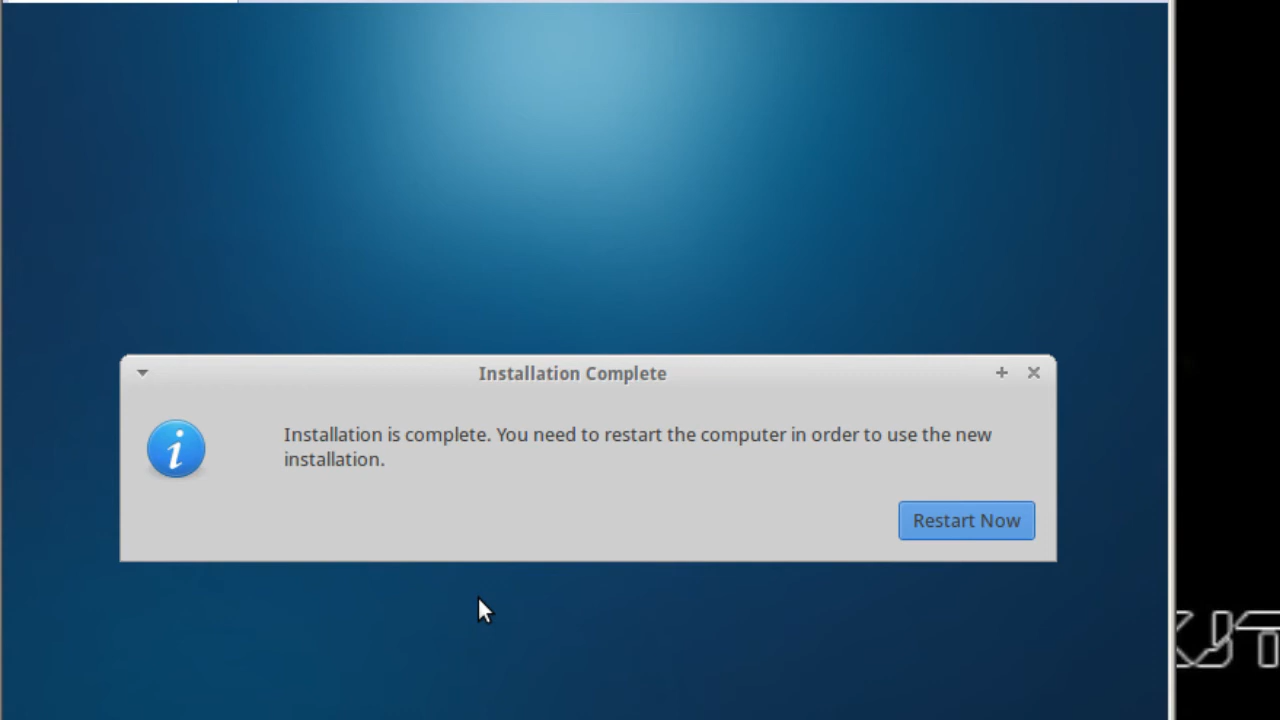 Installation Complete
Installation is complete. You need to restart the computer in order to use the new
installation.
Restart Now